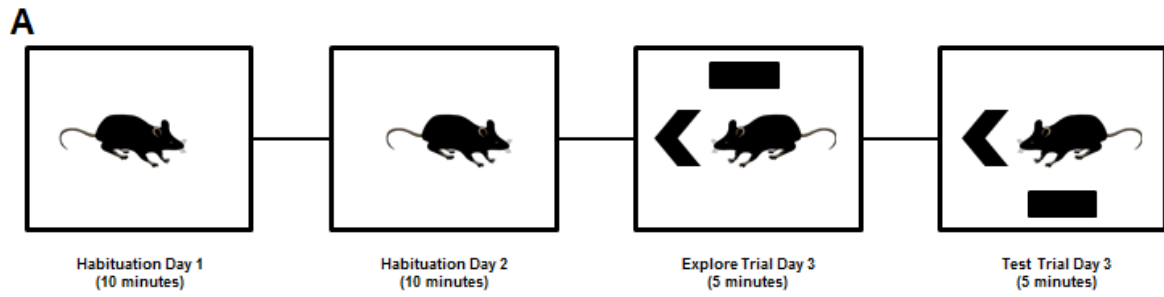 A
Habituation Day 1
(10 minutes)
Habituation Day 2
(10 minutes)
Explore Trial Day 3
(5 minutes)
Test Trial Day 3
(5 minutes)